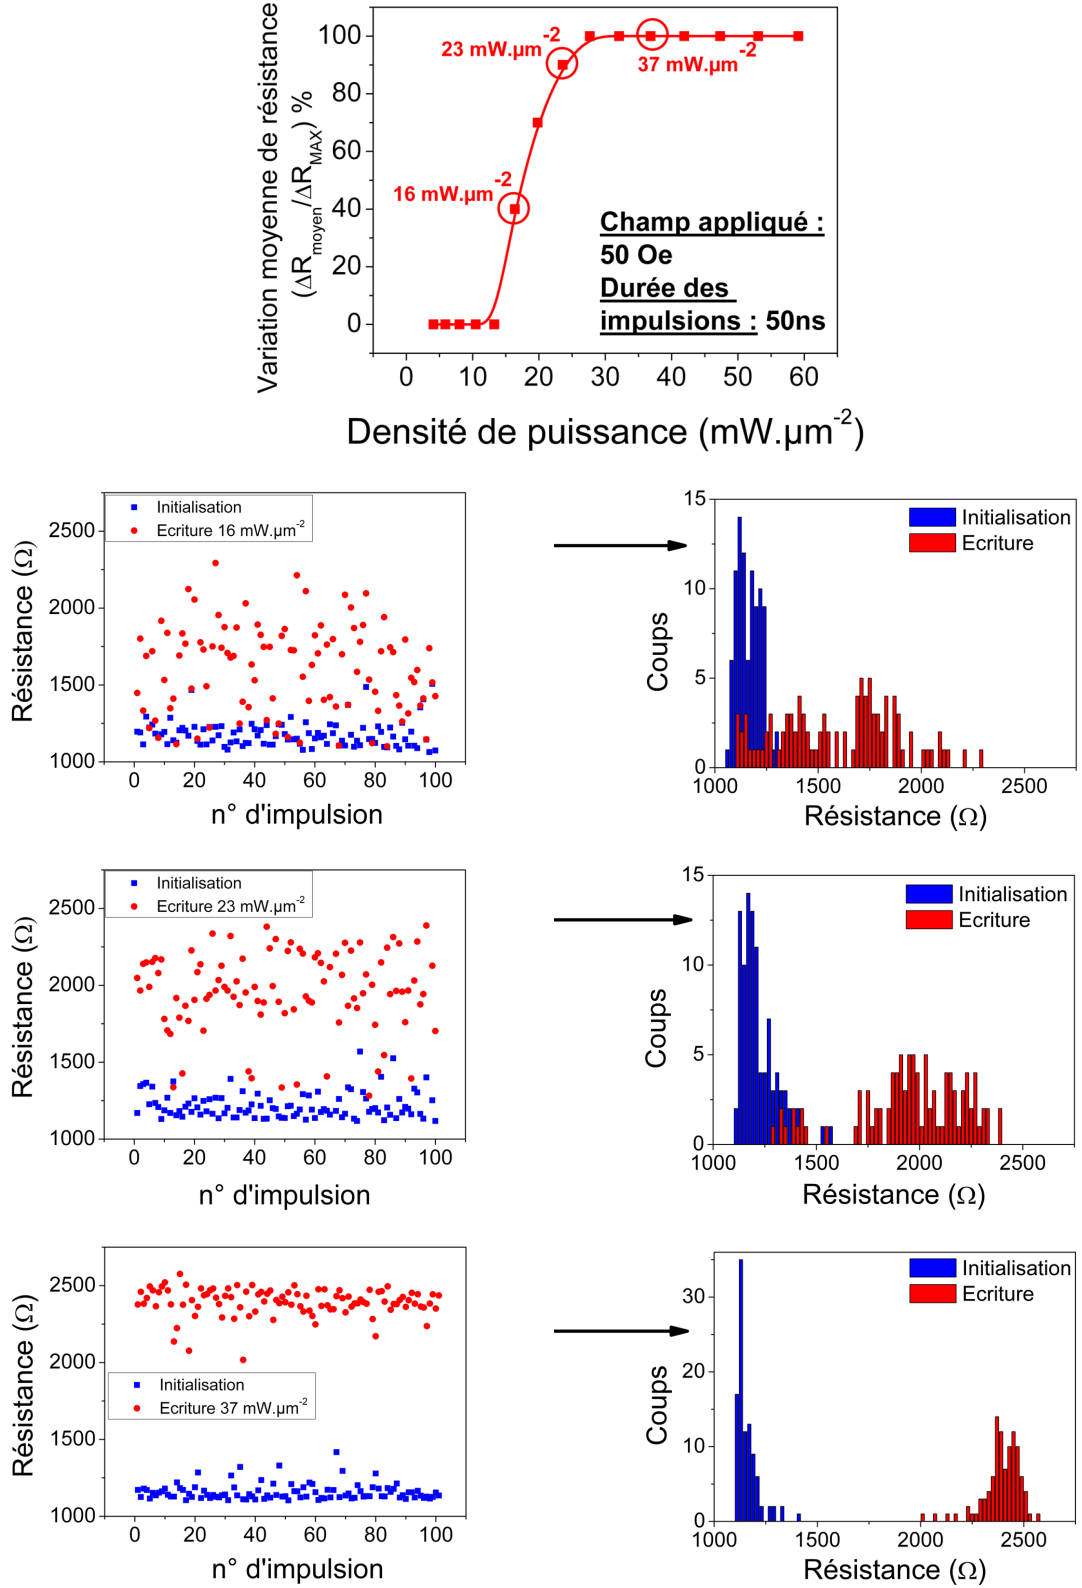 Variation moyenne de résistance
(ΔR_moyen/ΔR_MAX) %
100
80
60
40
20
0
23 mW.µm⁻²
37 mW.µm⁻²
16 mW.µm⁻²
Champ appliqué :
50 Oe
Durée des
impulsions : 50ns
0 10 20 30 40 50 60
Densité de puissance (mW.µm⁻²)
Résistance (Ω)
2500
2000
1500
1000
Initialisation
Ecriture 16 mW.µm⁻²
0 20 40 60 80 100
n° d'impulsion
Coups
15
10
5
0
Initialisation
Ecriture
1000 1500 2000 2500
Résistance (Ω)
Résistance (Ω)
2500
2000
1500
1000
Initialisation
Ecriture 23 mW.µm⁻²
0 20 40 60 80 100
n° d'impulsion
Coups
15
10
5
0
Initialisation
Ecriture
1000 1500 2000 2500
Résistance (Ω)
Résistance (Ω)
2500
2000
1500
1000
Initialisation
Ecriture 37 mW.µm⁻²
0 20 40 60 80 100
n° d'impulsion
Coups
30
20
10
0
Initialisation
Ecriture
1000 1500 2000 2500
Résistance (Ω)